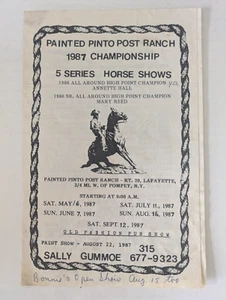 PAINTED PINTO POST RANCH
1987 CHAMPIONSHIP
5 SERIES HORSE SHOWS
1986 ALL AROUND HIGH POINT CHAMPION
ANNETTE HALL
1986 SR. ALL AROUND HIGH POINT CHAMPION
MARY REED
PAINTED PINTO POST RANCH - RT. 20, LAFAYETTE,
3/4 MI. W. OF POMPEY, N.Y.
STARTING AT 8:00 A.M.
SAT. MAY/6, 1987 SAT. JULY 11, 1987
SUN. JUNE 7, 1987 SUN. AUG. 16, 1987
SAT. SEPT. 12, 1987
OLD FASHION FUN SHOW
PAINT SHOW - AUGUST 22, 1987
315
SALLY GUMMOE 677-9323
Bonnie's Open Show Aug. 15 too